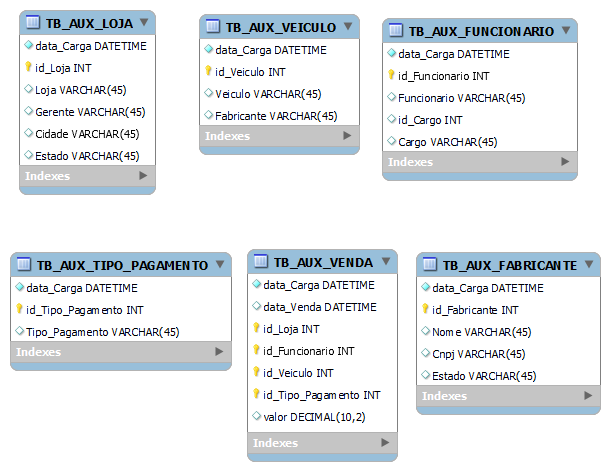 TB_AUX_LOJA
data_Carga DATETIME
id_Loja INT
Loja VARCHAR(45)
Gerente VARCHAR(45)
Cidade VARCHAR(45)
Estado VARCHAR(45)
Indexes
TB_AUX_VEICULO
data_Carga DATETIME
id_Veiculo INT
Veiculo VARCHAR(45)
Fabricante VARCHAR(45)
Indexes
TB_AUX_FUNCIONARIO
data_Carga DATETIME
id_Funcionario INT
Funcionario VARCHAR(45)
id_Cargo INT
Cargo VARCHAR(45)
Indexes
TB_AUX_TIPO_PAGAMENTO
data_Carga DATETIME
id_Tipo_Pagamento INT
Tipo_Pagamento VARCHAR(45)
Indexes
TB_AUX_VENDA
data_Carga DATETIME
data_Venda DATETIME
id_Loja INT
id_Funcionario INT
id_Veiculo INT
id_Tipo_Pagamento INT
valor DECIMAL(10,2)
Indexes
TB_AUX_FABRICANTE
data_Carga DATETIME
id_Fabricante INT
Nome VARCHAR(45)
Cnpj VARCHAR(45)
Estado VARCHAR(45)
Indexes